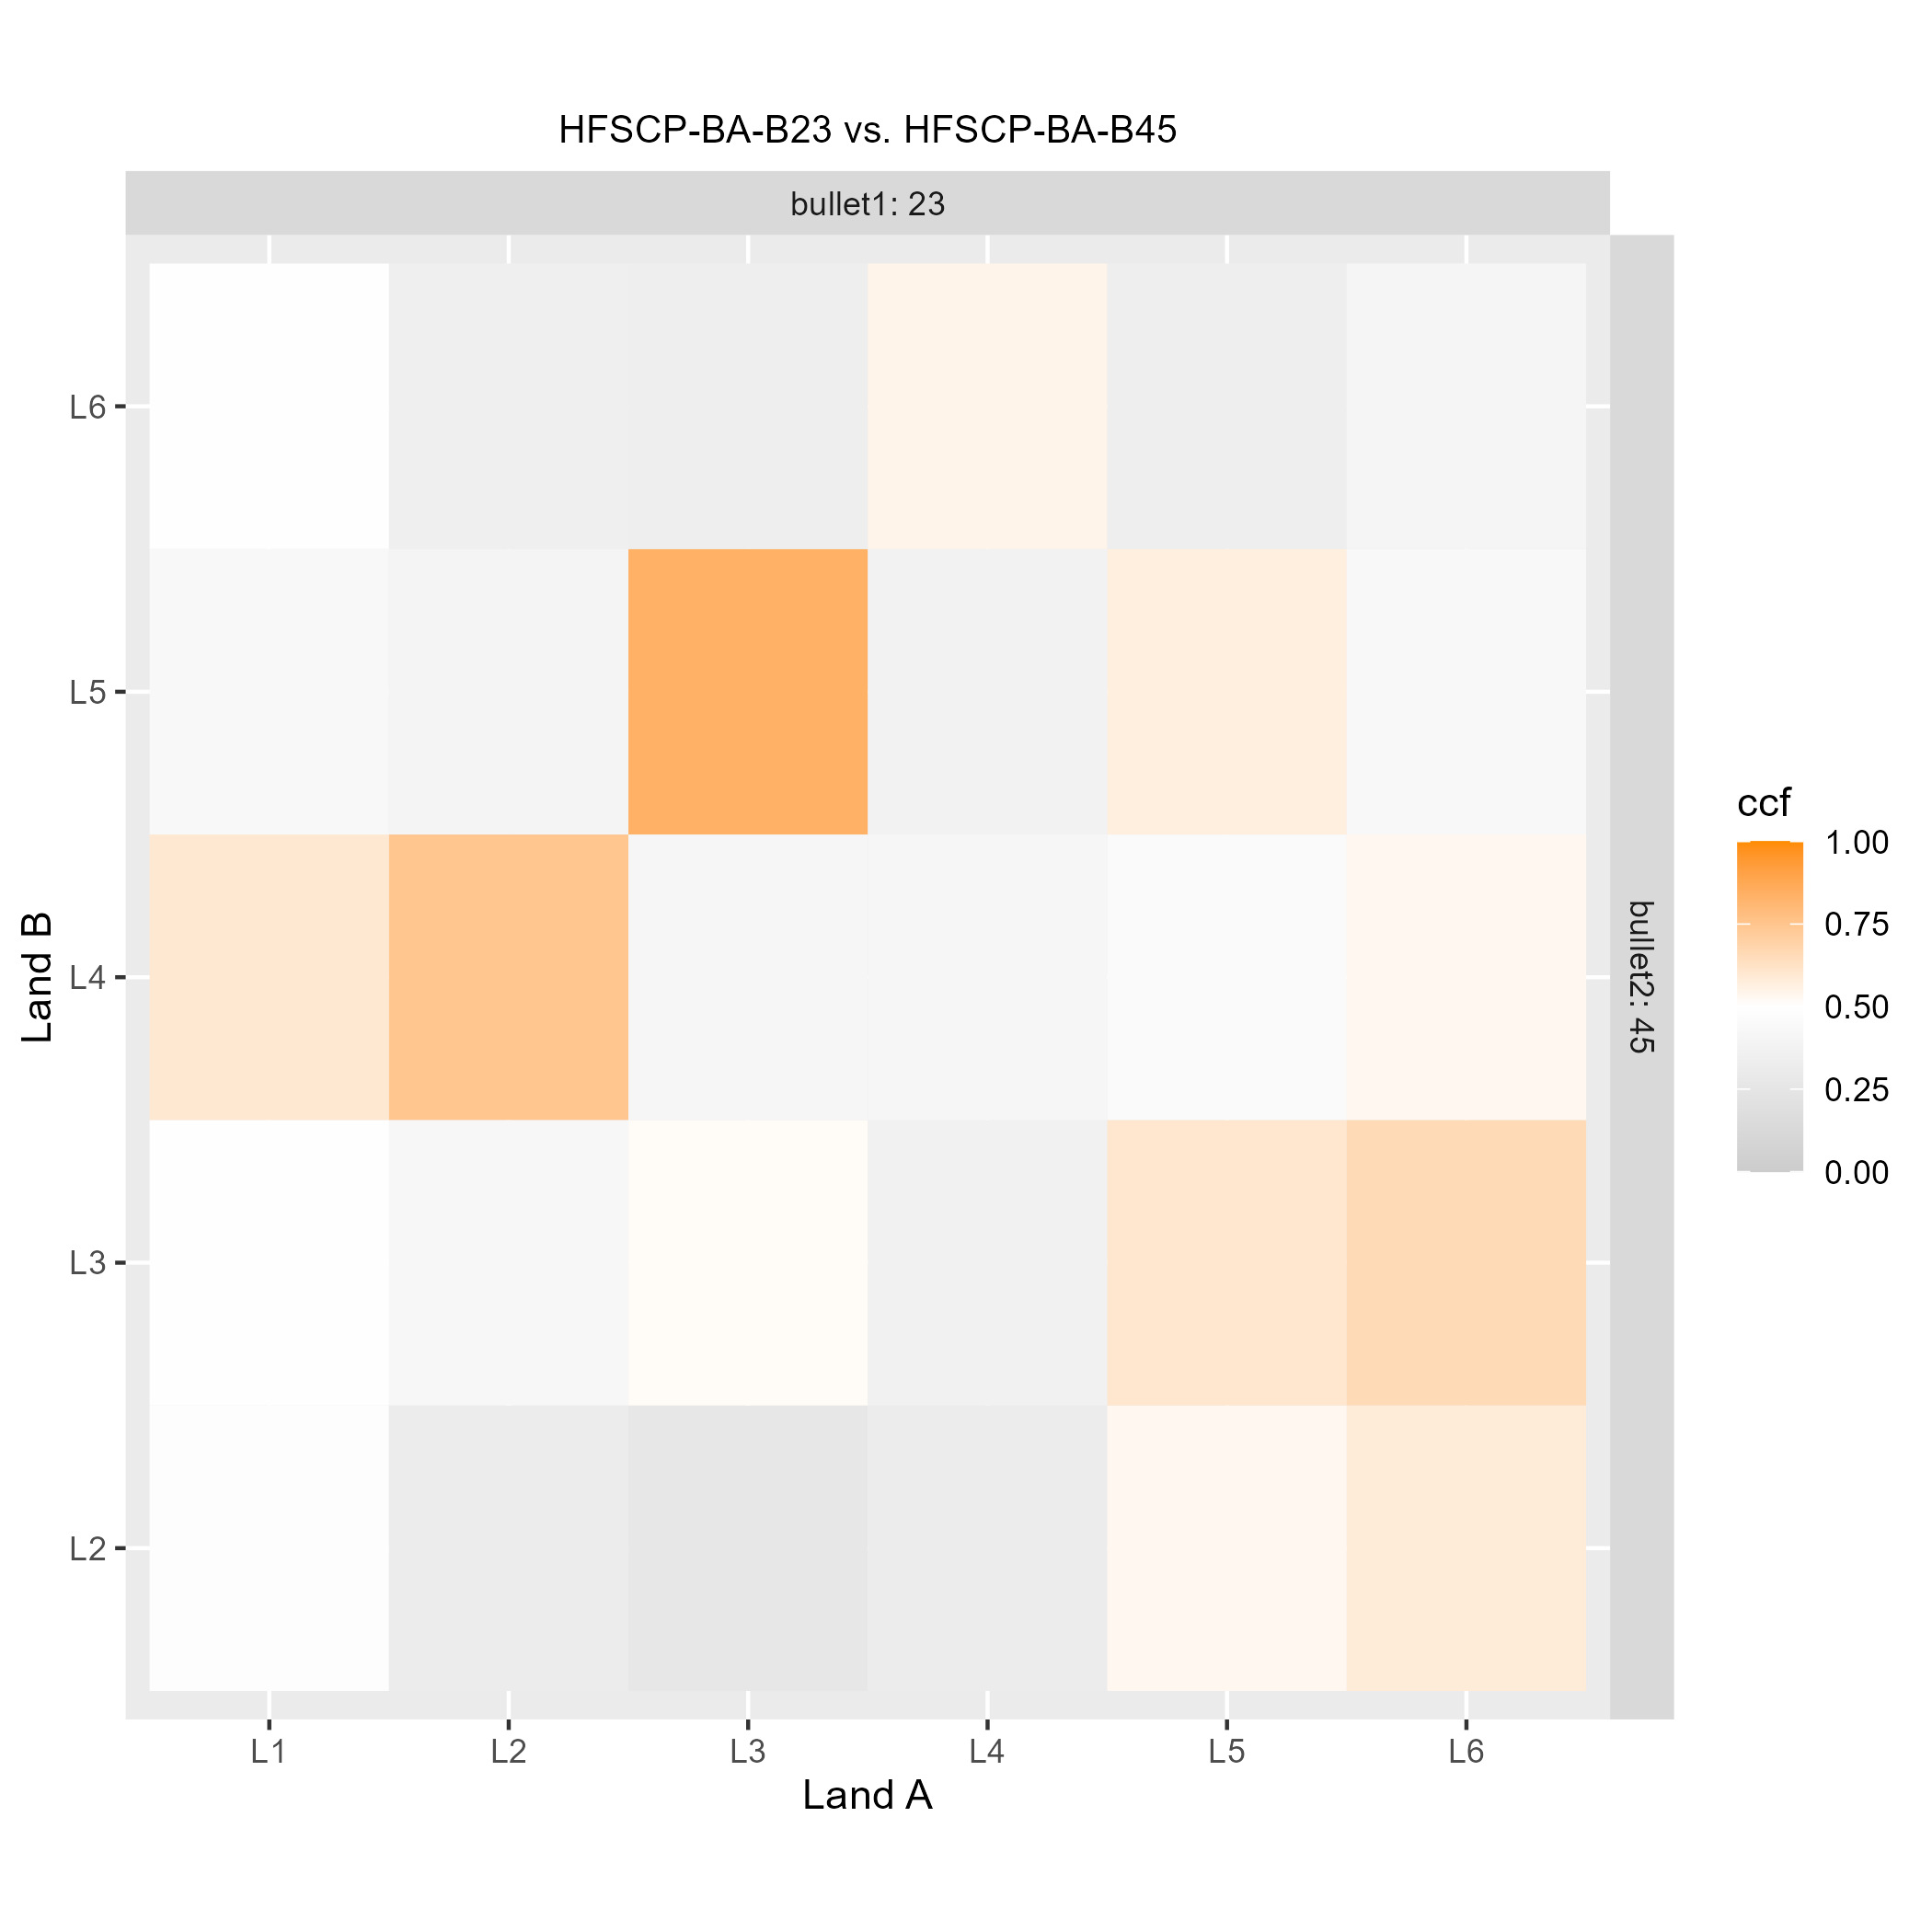 HFSCP-BA-B23 vs. HFSCP-BA-B45
bullet1: 23
L6
L5
L4
L3
L2
Land B
L1 L2 L3 L4 L5 L6
Land A
bullet2: 45
ccf
1.00
0.75
0.50
0.25
0.00